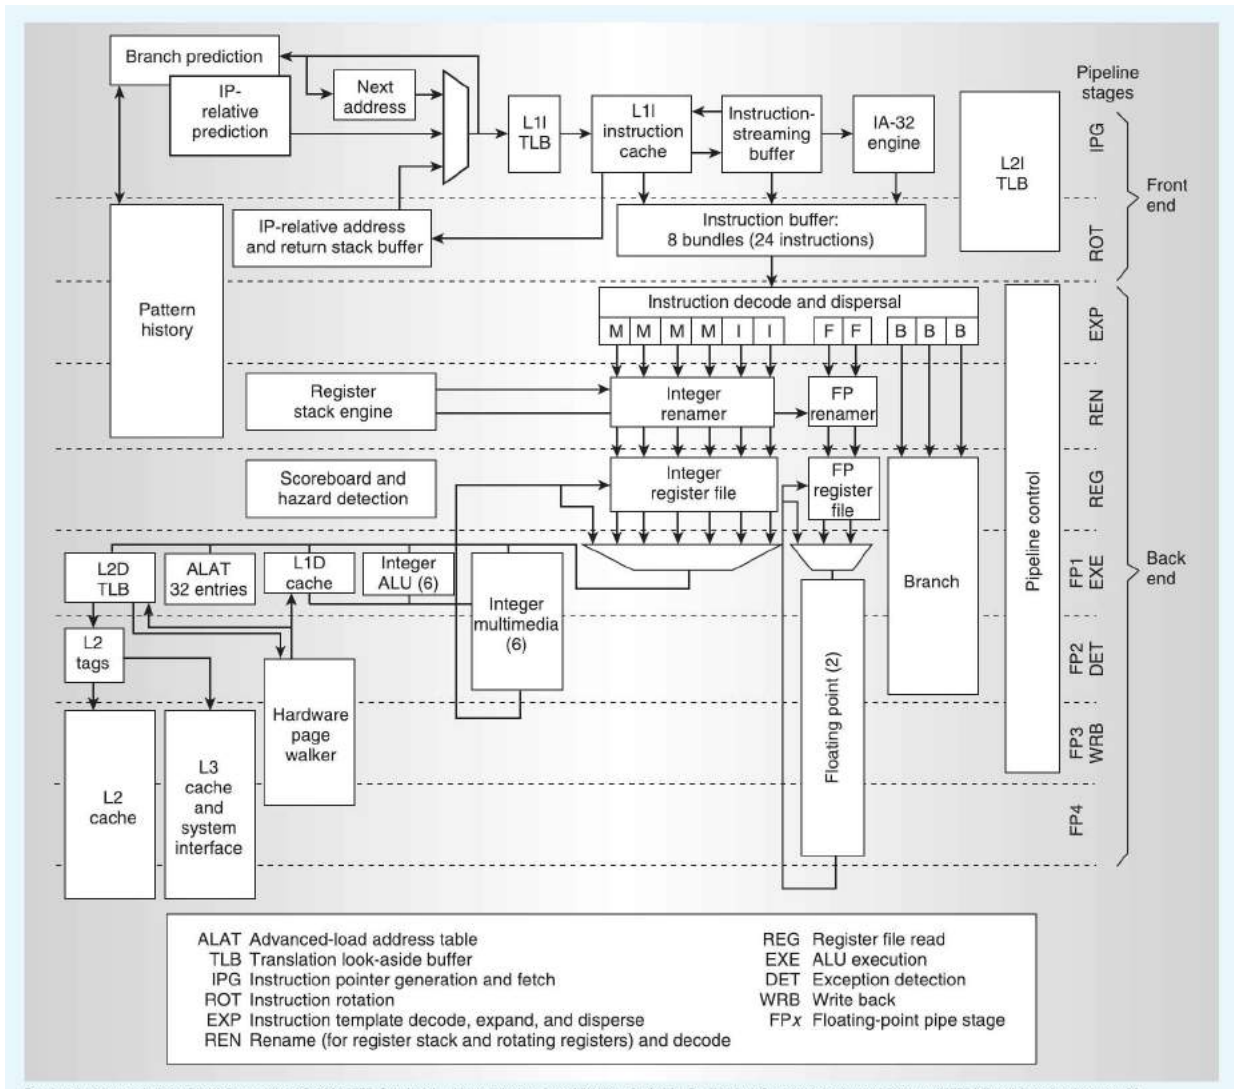 Branch prediction
IP-
relative
prediction
Next
address
L1I
TLB
L1I
instruction
cache
Instruction-
streaming
buffer
IA-32
engine
L2I
TLB
Pipeline
stages
IPG
Front
end
IP-relative address
and return stack buffer
Instruction buffer:
8 bundles (24 instructions)
ROT
Pattern
history
Instruction decode and dispersal
M M M M I I F F B B B
EXP
Register
stack engine
Integer
renamer
FP
renamer
REN
Scoreboard and
hazard detection
Integer
register file
FP
register
file
REG
Pipeline control
Back
end
L2D
TLB
ALAT
32 entries
L1D
cache
Integer
ALU (6)
Integer
multimedia
(6)
Branch
FP1
EXE
L2
tags
Floating point (2)
FP2
DET
Hardware
page
walker
FP3
WRB
L2
cache
L3
cache
and
system
interface
FP4
ALAT Advanced-load address table
TLB Translation look-aside buffer
IPG Instruction pointer generation and fetch
ROT Instruction rotation
EXP Instruction template decode, expand, and disperse
REN Rename (for register stack and rotating registers) and decode
REG Register file read
EXE ALU execution
DET Exception detection
WRB Write back
FPx Floating-point pipe stage